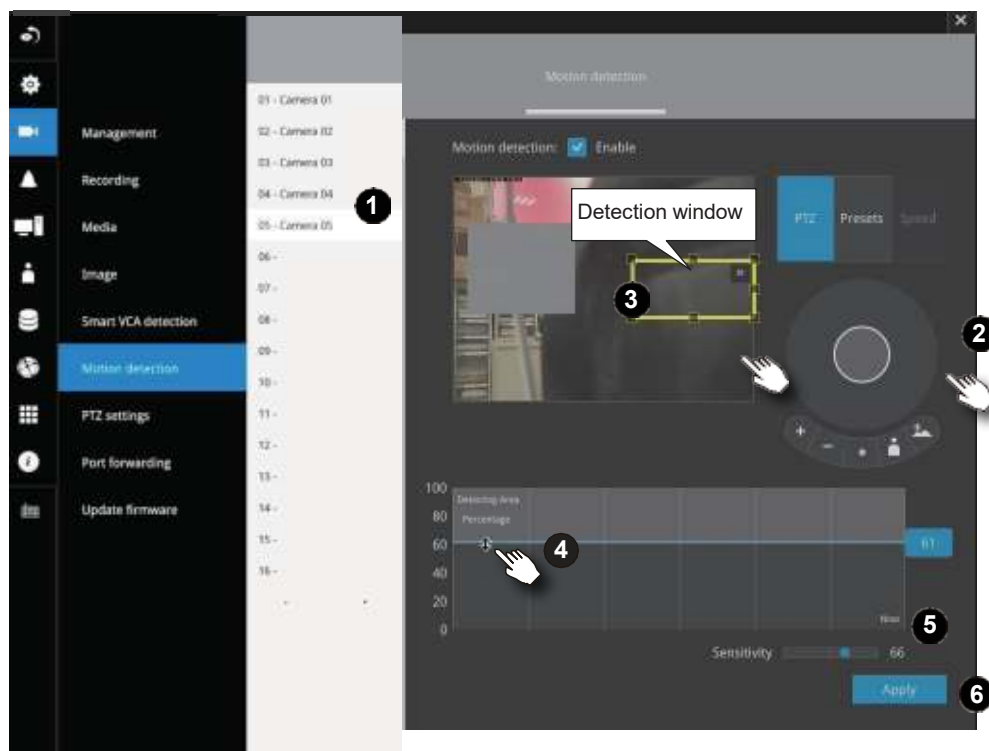 Motion detection
Management
Recording
Media
Image
Smart VCA detection
Motion detection
PTZ settings
Port forwarding
Update firmware
01 - Camera 01
02 - Camera 02
03 - Camera 03
04 - Camera 04
05 - Camera 05
06 -
07 -
08 -
09 -
10 -
11 -
12 -
13 -
14 -
15 -
16 -
1
Motion detection: Enable
Detection window
3
PTZ Presets Speed
2
100
80
60
40
20
0
Detecting Area
Percentage
4
61
Now
5
Sensitivity 66
Apply
6